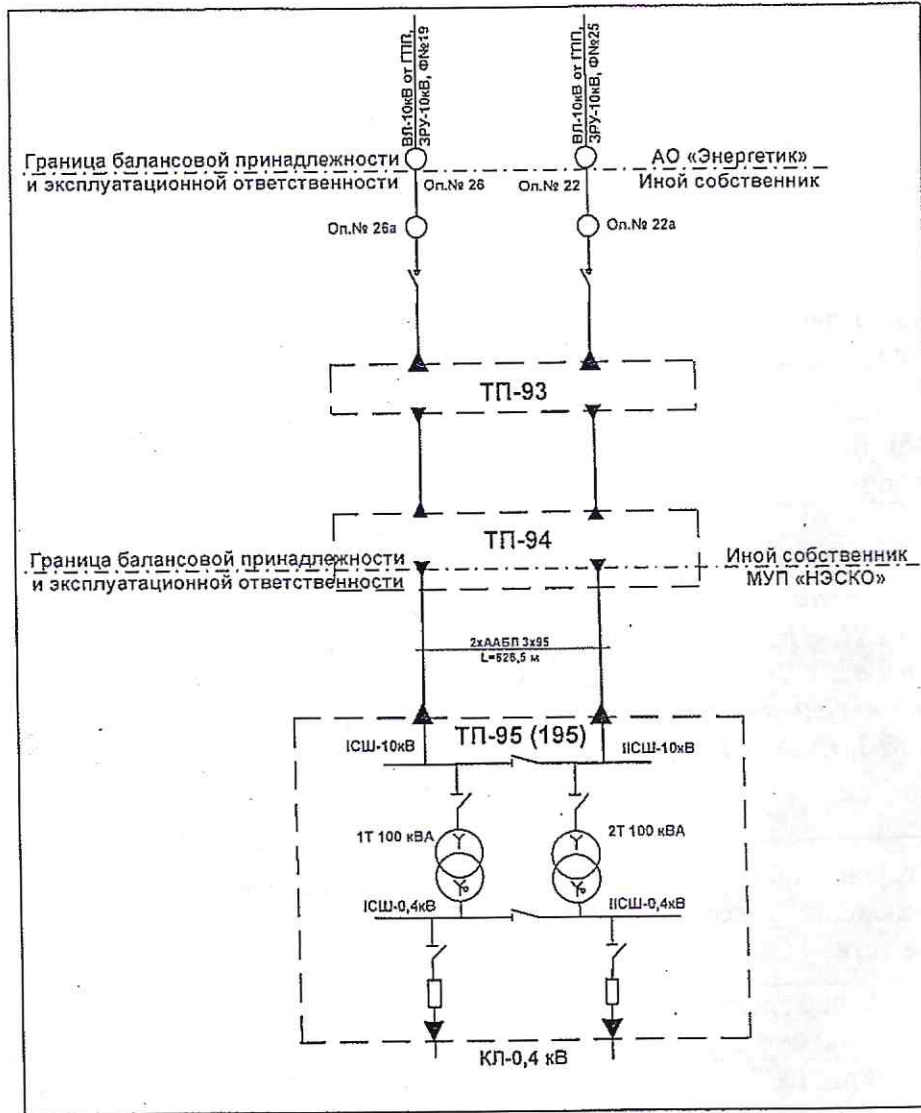 ВЛ-10кВ от ГПП,
ЗРУ-10кВ, Ф№19
ВЛ-10кВ от ГПП,
ЗРУ-10кВ, Ф№25
Граница балансовой принадлежности
и эксплуатационной ответственности
АО «Энергетик»
Иной собственник
Оп.№ 26
Оп.№ 22
Оп.№ 26а
Оп.№ 22а
ТП-93
ТП-94
Граница балансовой принадлежности
и эксплуатационной ответственности
Иной собственник
МУП «НЭСКО»
2хААБЛ 3х95
L=626,5 м
ТП-95 (195)
IСШ-10кВ
IIСШ-10кВ
1Т 100 кВА
2Т 100 кВА
IСШ-0,4кВ
IIСШ-0,4кВ
КЛ-0,4 кВ